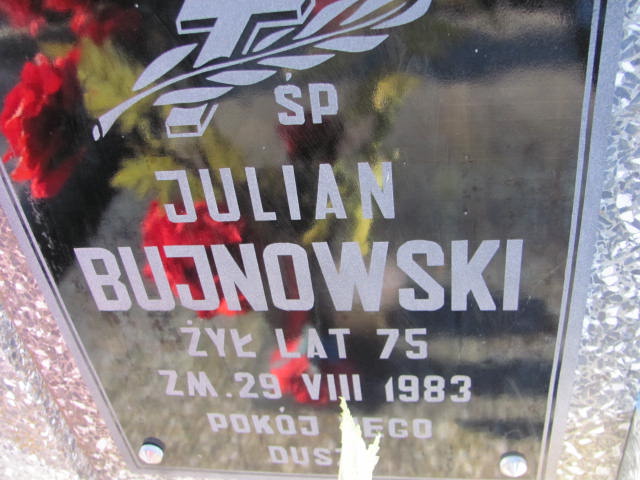 ŚP
JULIAN
BUJNOWSKI
ŻYŁ LAT 75
ZM. 29 VIII 1983
POKÓJ